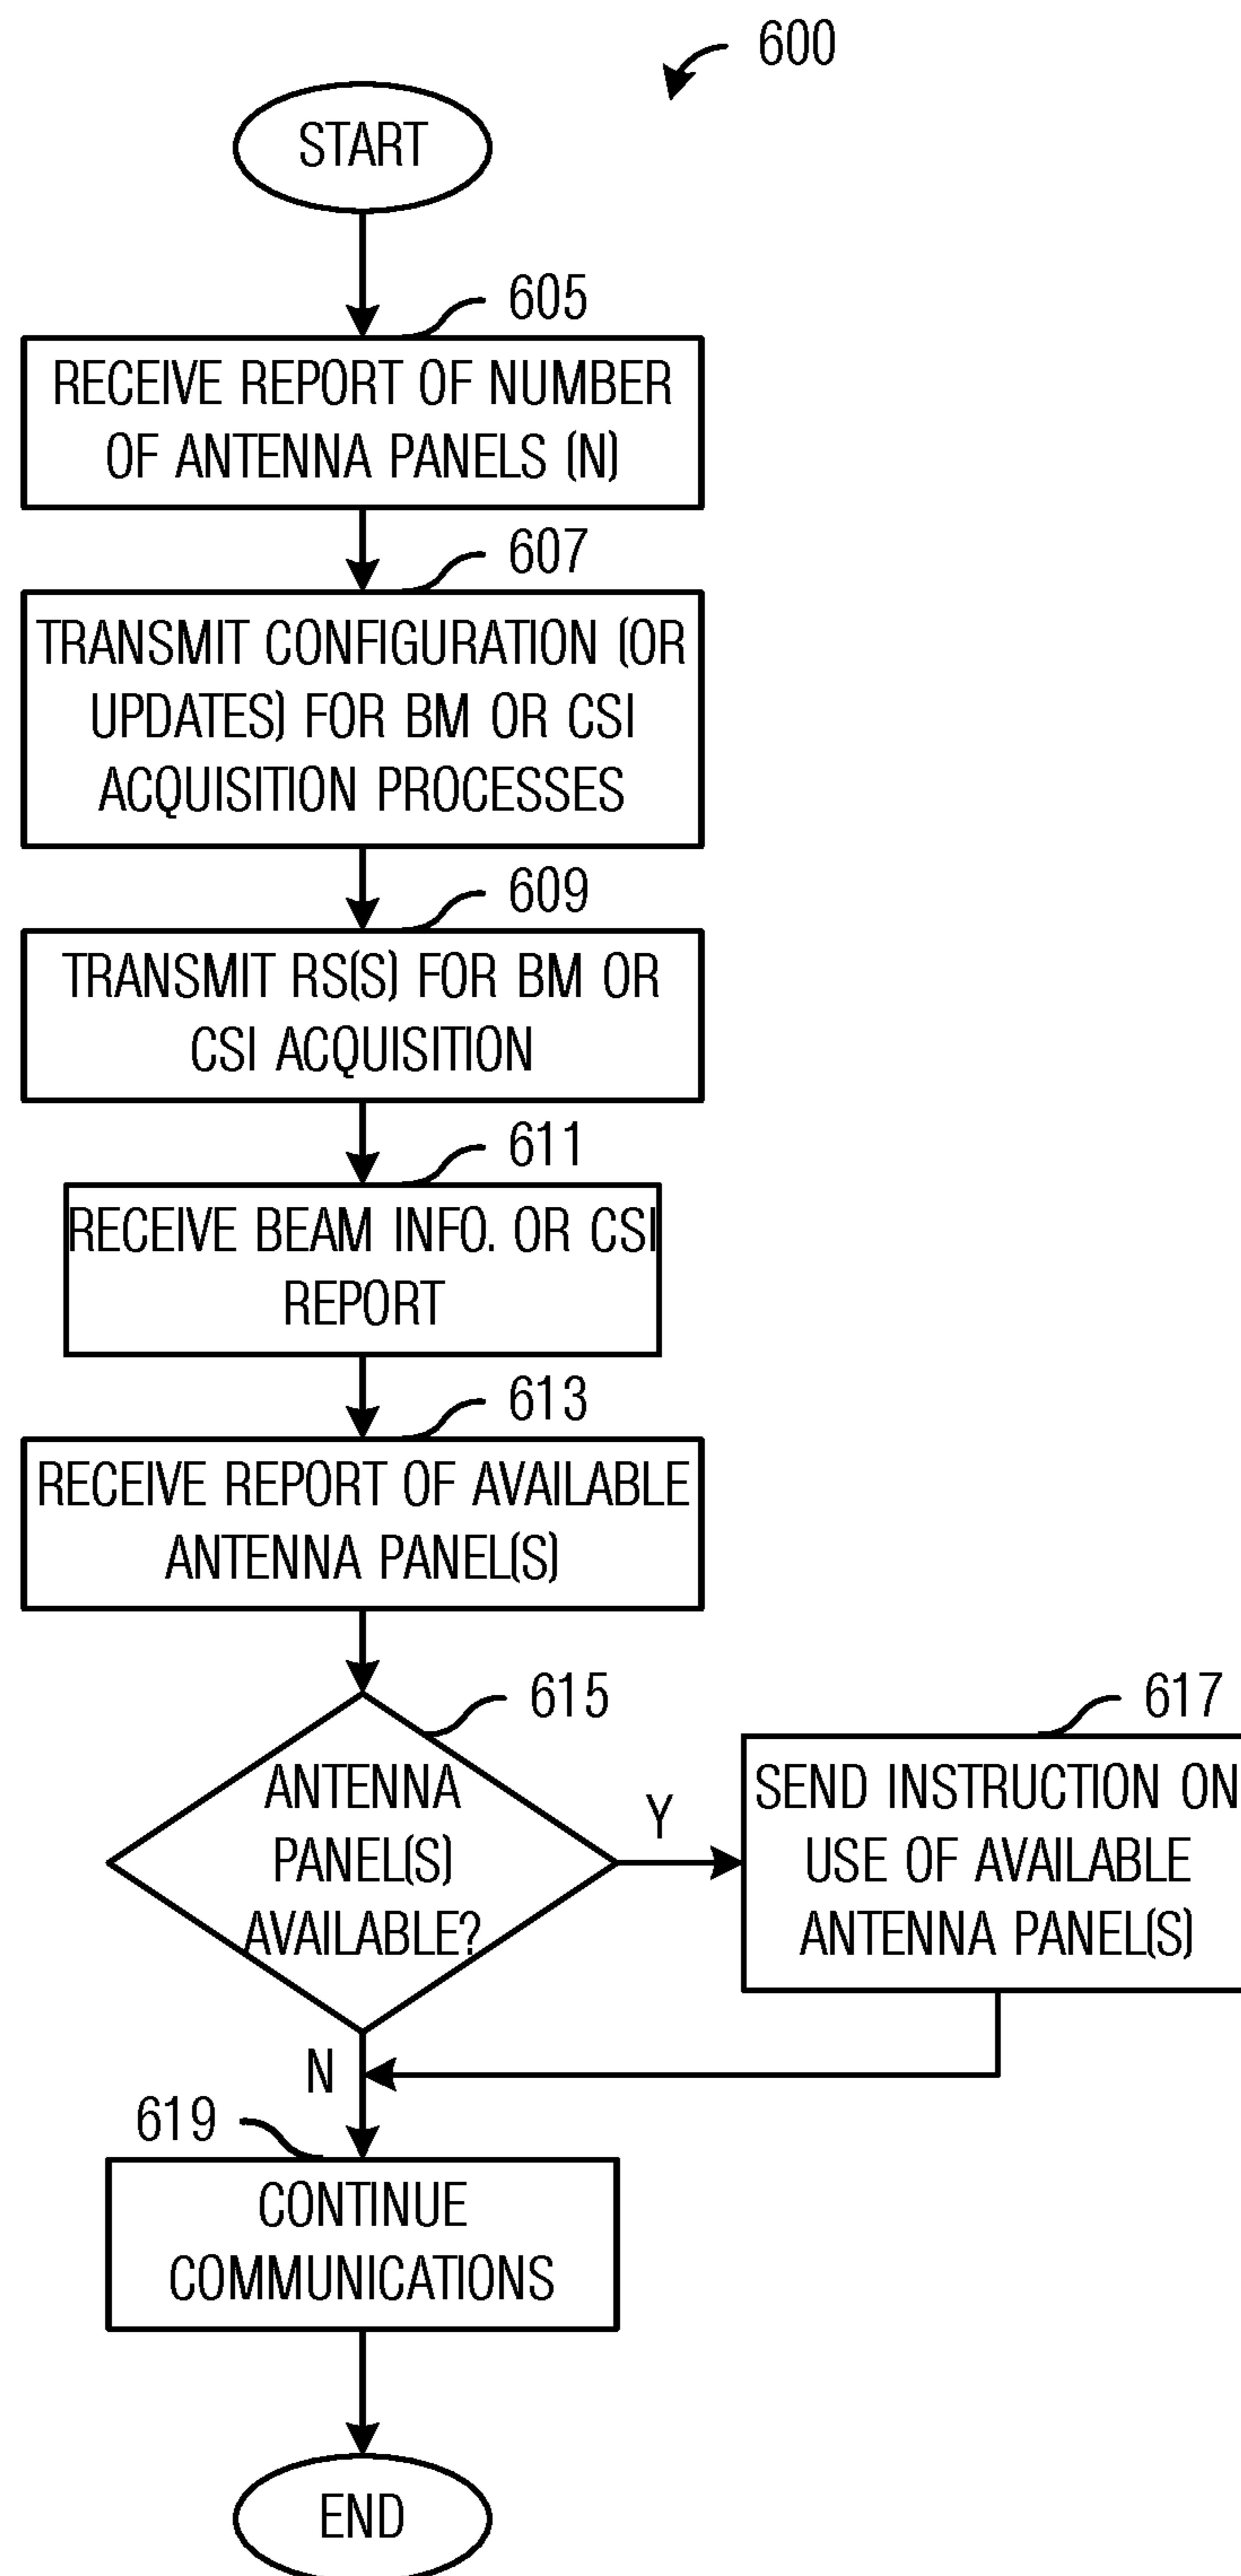 600
START
605
RECEIVE REPORT OF NUMBER
OF ANTENNA PANELS (N)
607
TRANSMIT CONFIGURATION (OR
UPDATES) FOR BM OR CSI
ACQUISITION PROCESSES
609
TRANSMIT RS(S) FOR BM OR
CSI ACQUISITION
611
RECEIVE BEAM INFO. OR CSI
REPORT
613
RECEIVE REPORT OF AVAILABLE
ANTENNA PANEL(S)
615
ANTENNA
PANEL(S)
AVAILABLE?
Y
617
SEND INSTRUCTION ON
USE OF AVAILABLE
ANTENNA PANEL(S)
N
619
CONTINUE
COMMUNICATIONS
END